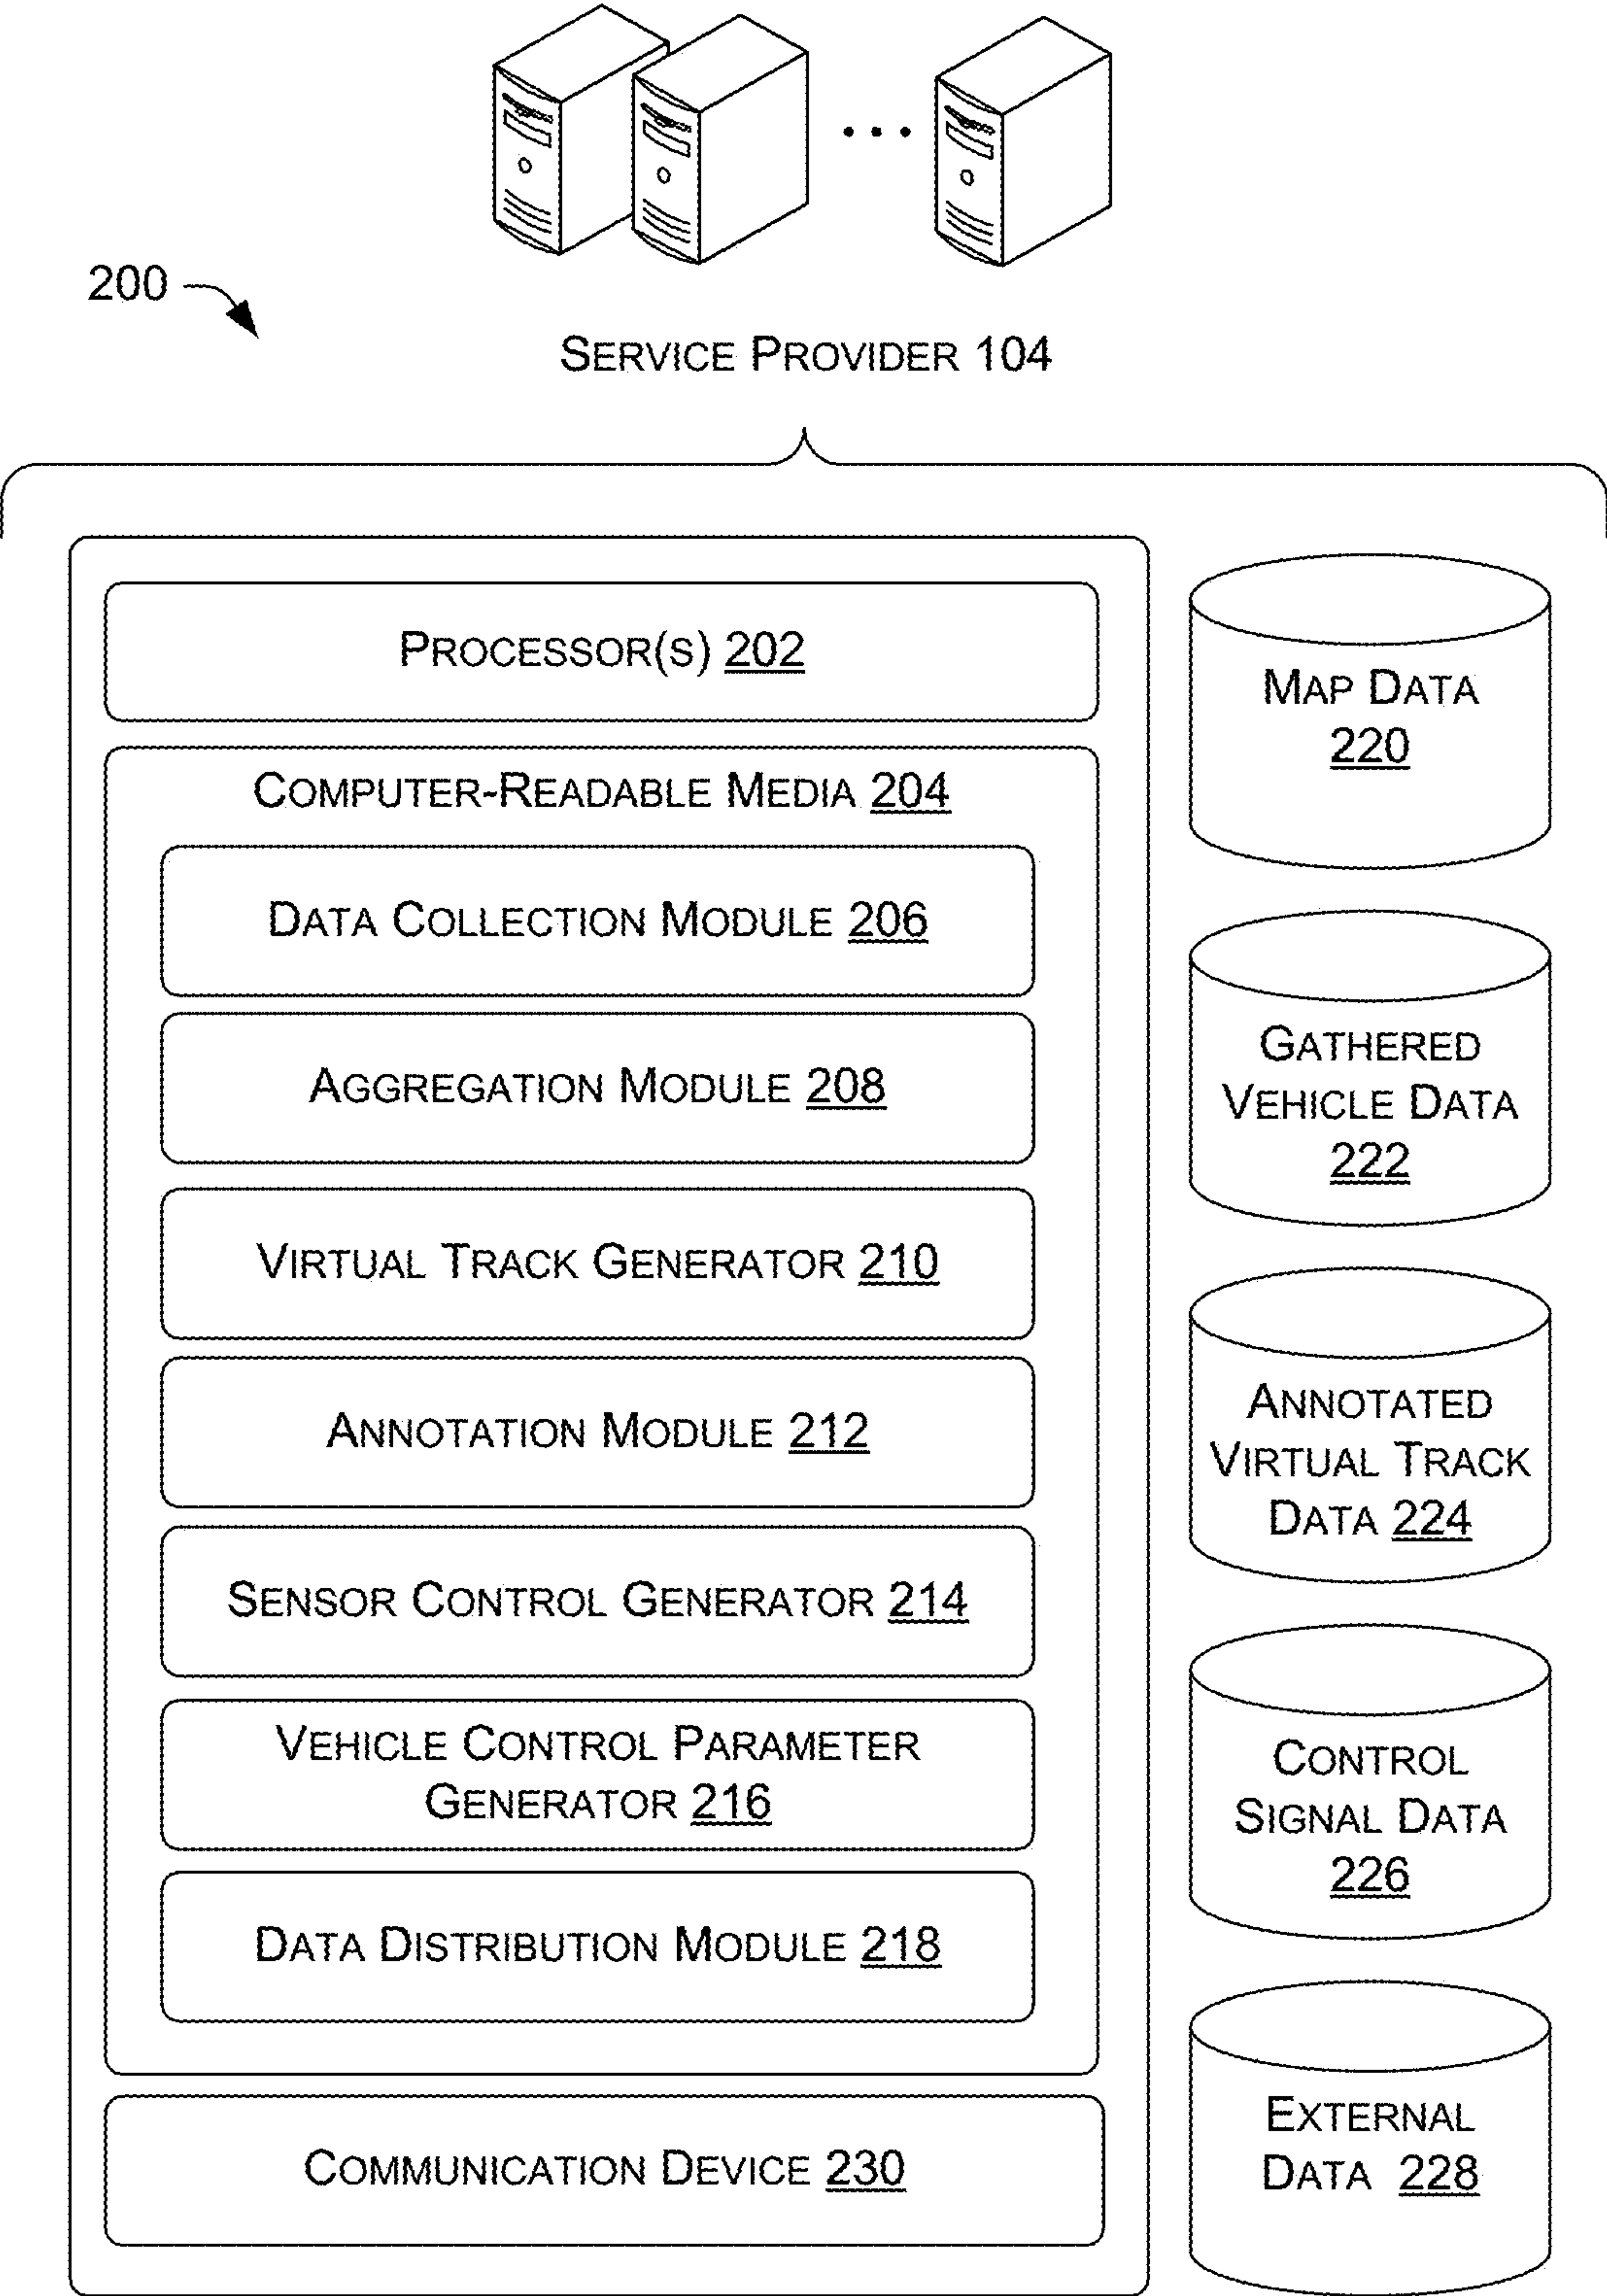 200
SERVICE PROVIDER 104
PROCESSOR(S) 202
COMPUTER-READABLE MEDIA 204
DATA COLLECTION MODULE 206
AGGREGATION MODULE 208
VIRTUAL TRACK GENERATOR 210
ANNOTATION MODULE 212
SENSOR CONTROL GENERATOR 214
VEHICLE CONTROL PARAMETER
GENERATOR 216
DATA DISTRIBUTION MODULE 218
COMMUNICATION DEVICE 230
MAP DATA
220
GATHERED
VEHICLE DATA
222
ANNOTATED
VIRTUAL TRACK
DATA 224
CONTROL
SIGNAL DATA
226
EXTERNAL
DATA 228